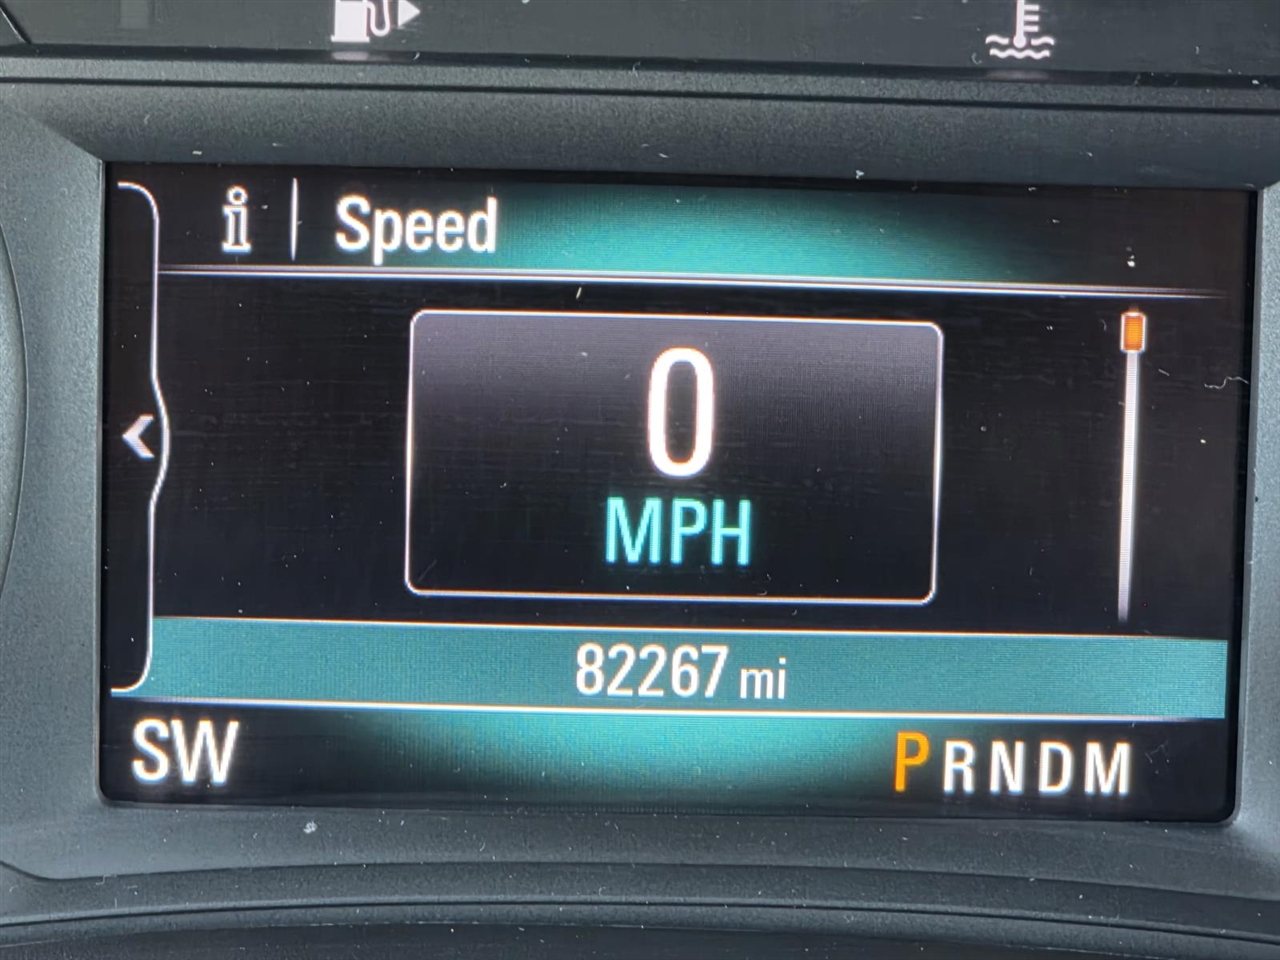 i | Speed
0
MPH
82267 mi
SW PRNDM